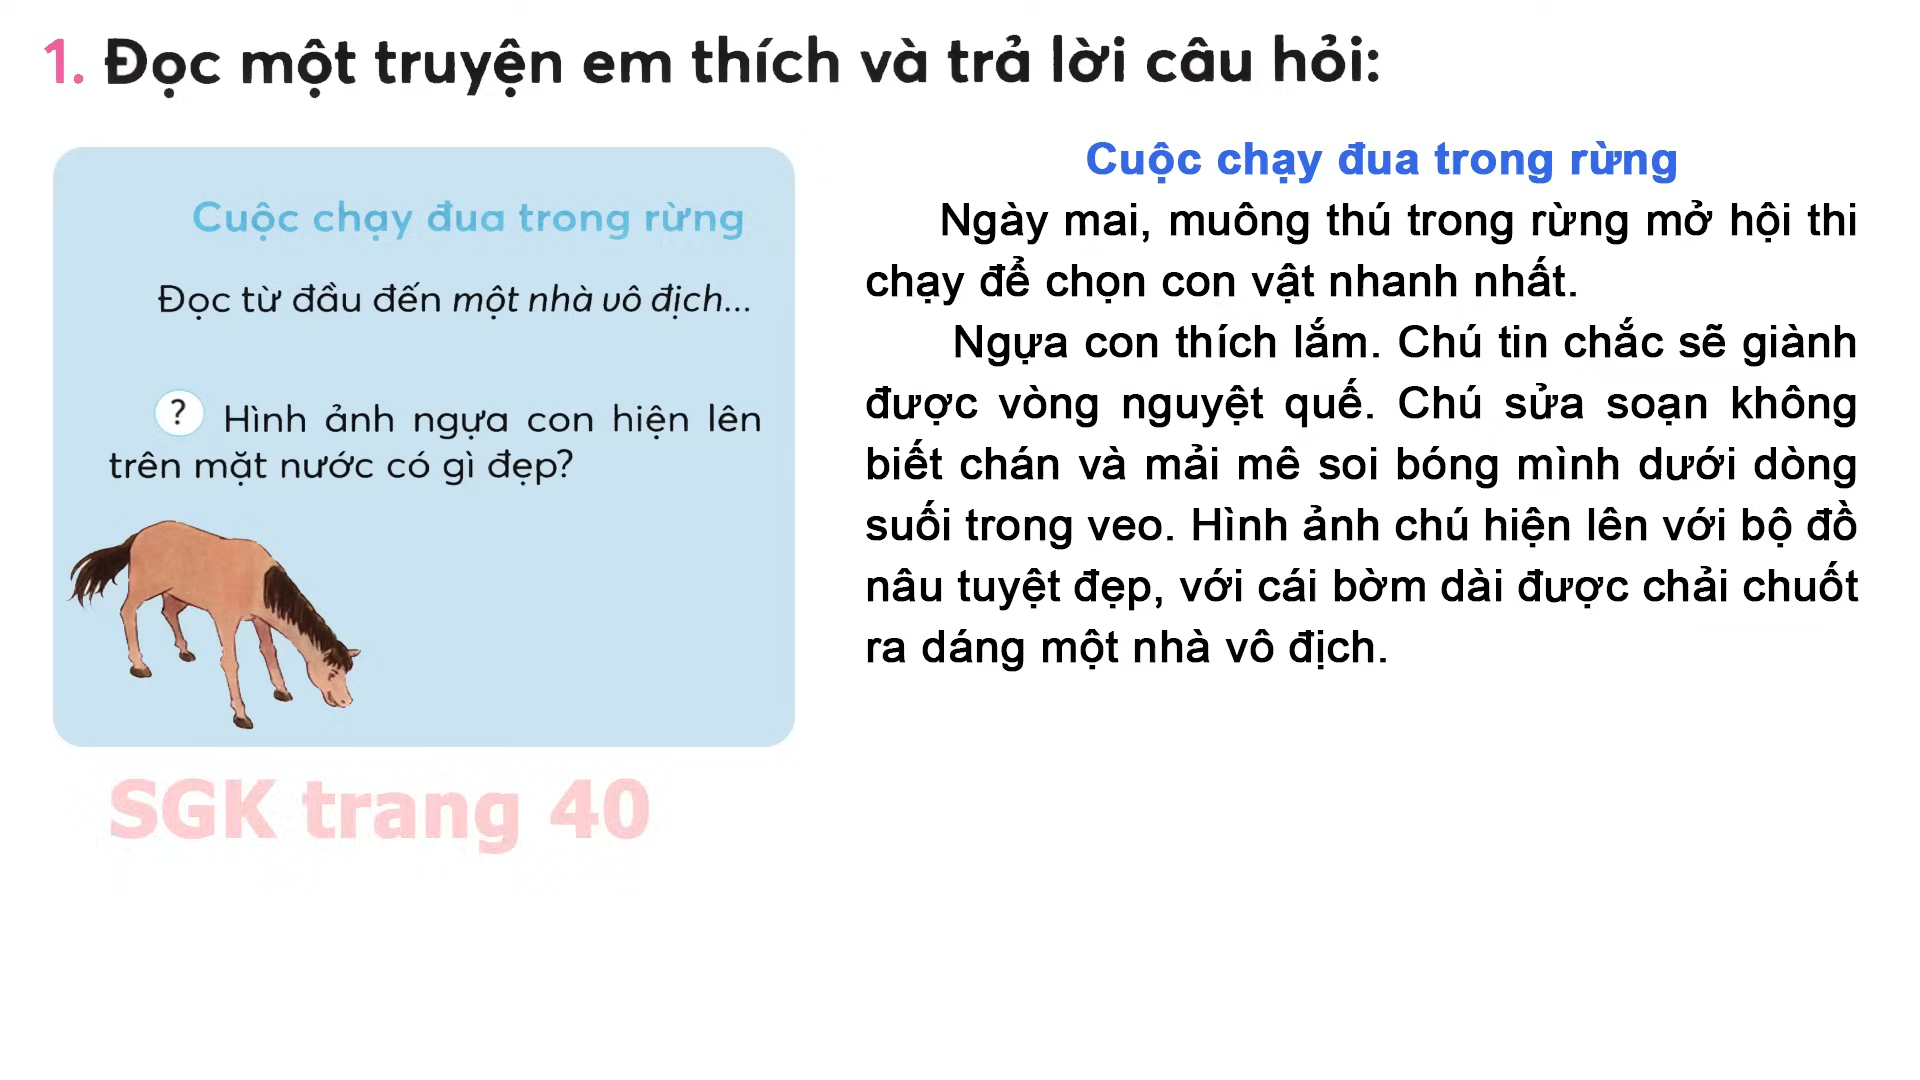 1. Đọc một truyện em thích và trả lời câu hỏi:
Cuộc chạy đua trong rừng
Đọc từ đầu đến một nhà vô địch...
? Hình ảnh ngựa con hiện lên
trên mặt nước có gì đẹp?
SGK trang 40
Cuộc chạy đua trong rừng
Ngày mai, muông thú trong rừng mở hội thi
chạy để chọn con vật nhanh nhất.
Ngựa con thích lắm. Chú tin chắc sẽ giành
được vòng nguyệt quế. Chú sửa soạn không
biết chán và mải mê soi bóng mình dưới dòng
suối trong veo. Hình ảnh chú hiện lên với bộ đồ
nâu tuyệt đẹp, với cái bờm dài được chải chuốt
ra dáng một nhà vô địch.